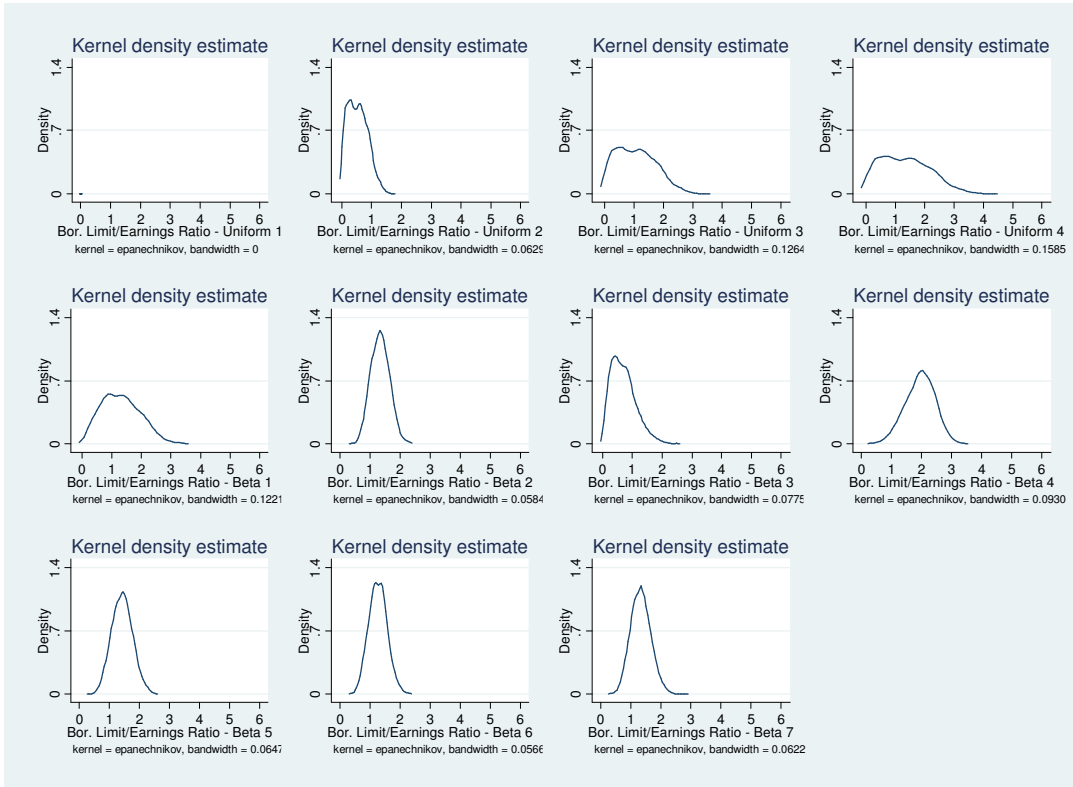 Kernel density estimate
1.4
.7
0
Density
0 1 2 3 4 5 6
Bor. Limit/Earnings Ratio - Uniform 1
kernel = epanechnikov, bandwidth = 0
Kernel density estimate
1.4
.7
0
Density
0 1 2 3 4 5 6
Bor. Limit/Earnings Ratio - Uniform 2
kernel = epanechnikov, bandwidth = 0.0629
Kernel density estimate
1.4
.7
0
Density
0 1 2 3 4 5 6
Bor. Limit/Earnings Ratio - Uniform 3
kernel = epanechnikov, bandwidth = 0.1264
Kernel density estimate
1.4
.7
0
Density
0 1 2 3 4 5 6
Bor. Limit/Earnings Ratio - Uniform 4
kernel = epanechnikov, bandwidth = 0.1585
Kernel density estimate
1.4
.7
0
Density
0 1 2 3 4 5 6
Bor. Limit/Earnings Ratio - Beta 1
kernel = epanechnikov, bandwidth = 0.1221
Kernel density estimate
1.4
.7
0
Density
0 1 2 3 4 5 6
Bor. Limit/Earnings Ratio - Beta 2
kernel = epanechnikov, bandwidth = 0.0584
Kernel density estimate
1.4
.7
0
Density
0 1 2 3 4 5 6
Bor. Limit/Earnings Ratio - Beta 3
kernel = epanechnikov, bandwidth = 0.0775
Kernel density estimate
1.4
.7
0
Density
0 1 2 3 4 5 6
Bor. Limit/Earnings Ratio - Beta 4
kernel = epanechnikov, bandwidth = 0.0930
Kernel density estimate
1.4
.7
0
Density
0 1 2 3 4 5 6
Bor. Limit/Earnings Ratio - Beta 5
kernel = epanechnikov, bandwidth = 0.0647
Kernel density estimate
1.4
.7
0
Density
0 1 2 3 4 5 6
Bor. Limit/Earnings Ratio - Beta 6
kernel = epanechnikov, bandwidth = 0.0566
Kernel density estimate
1.4
.7
0
Density
0 1 2 3 4 5 6
Bor. Limit/Earnings Ratio - Beta 7
kernel = epanechnikov, bandwidth = 0.0622